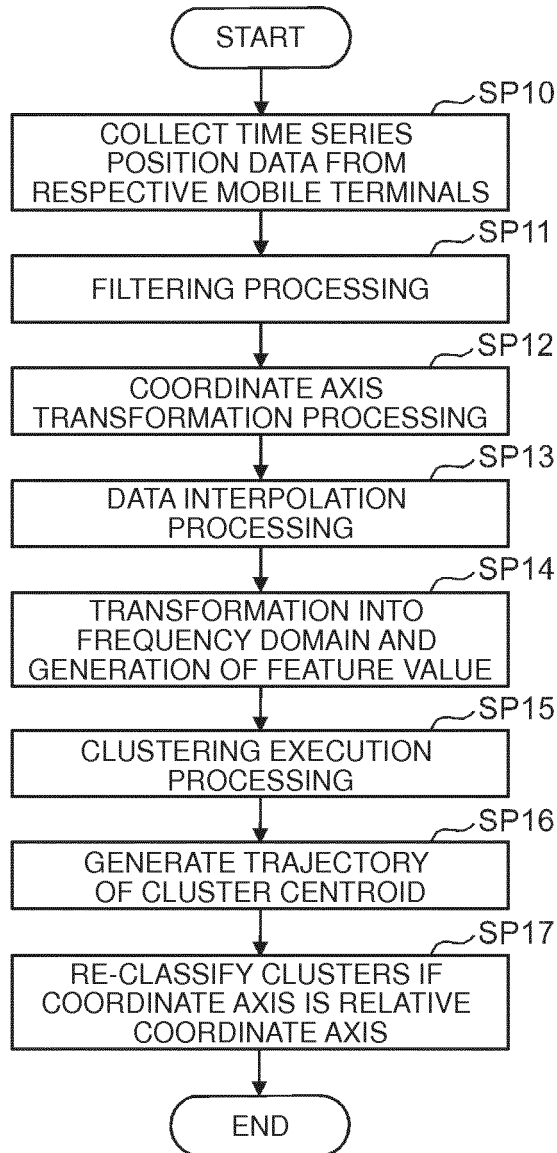 START
SP10
COLLECT TIME SERIES
POSITION DATA FROM
RESPECTIVE MOBILE TERMINALS
SP11
FILTERING PROCESSING
SP12
COORDINATE AXIS
TRANSFORMATION PROCESSING
SP13
DATA INTERPOLATION
PROCESSING
SP14
TRANSFORMATION INTO
FREQUENCY DOMAIN AND
GENERATION OF FEATURE VALUE
SP15
CLUSTERING EXECUTION
PROCESSING
SP16
GENERATE TRAJECTORY
OF CLUSTER CENTROID
SP17
RE-CLASSIFY CLUSTERS IF
COORDINATE AXIS IS RELATIVE
COORDINATE AXIS
END